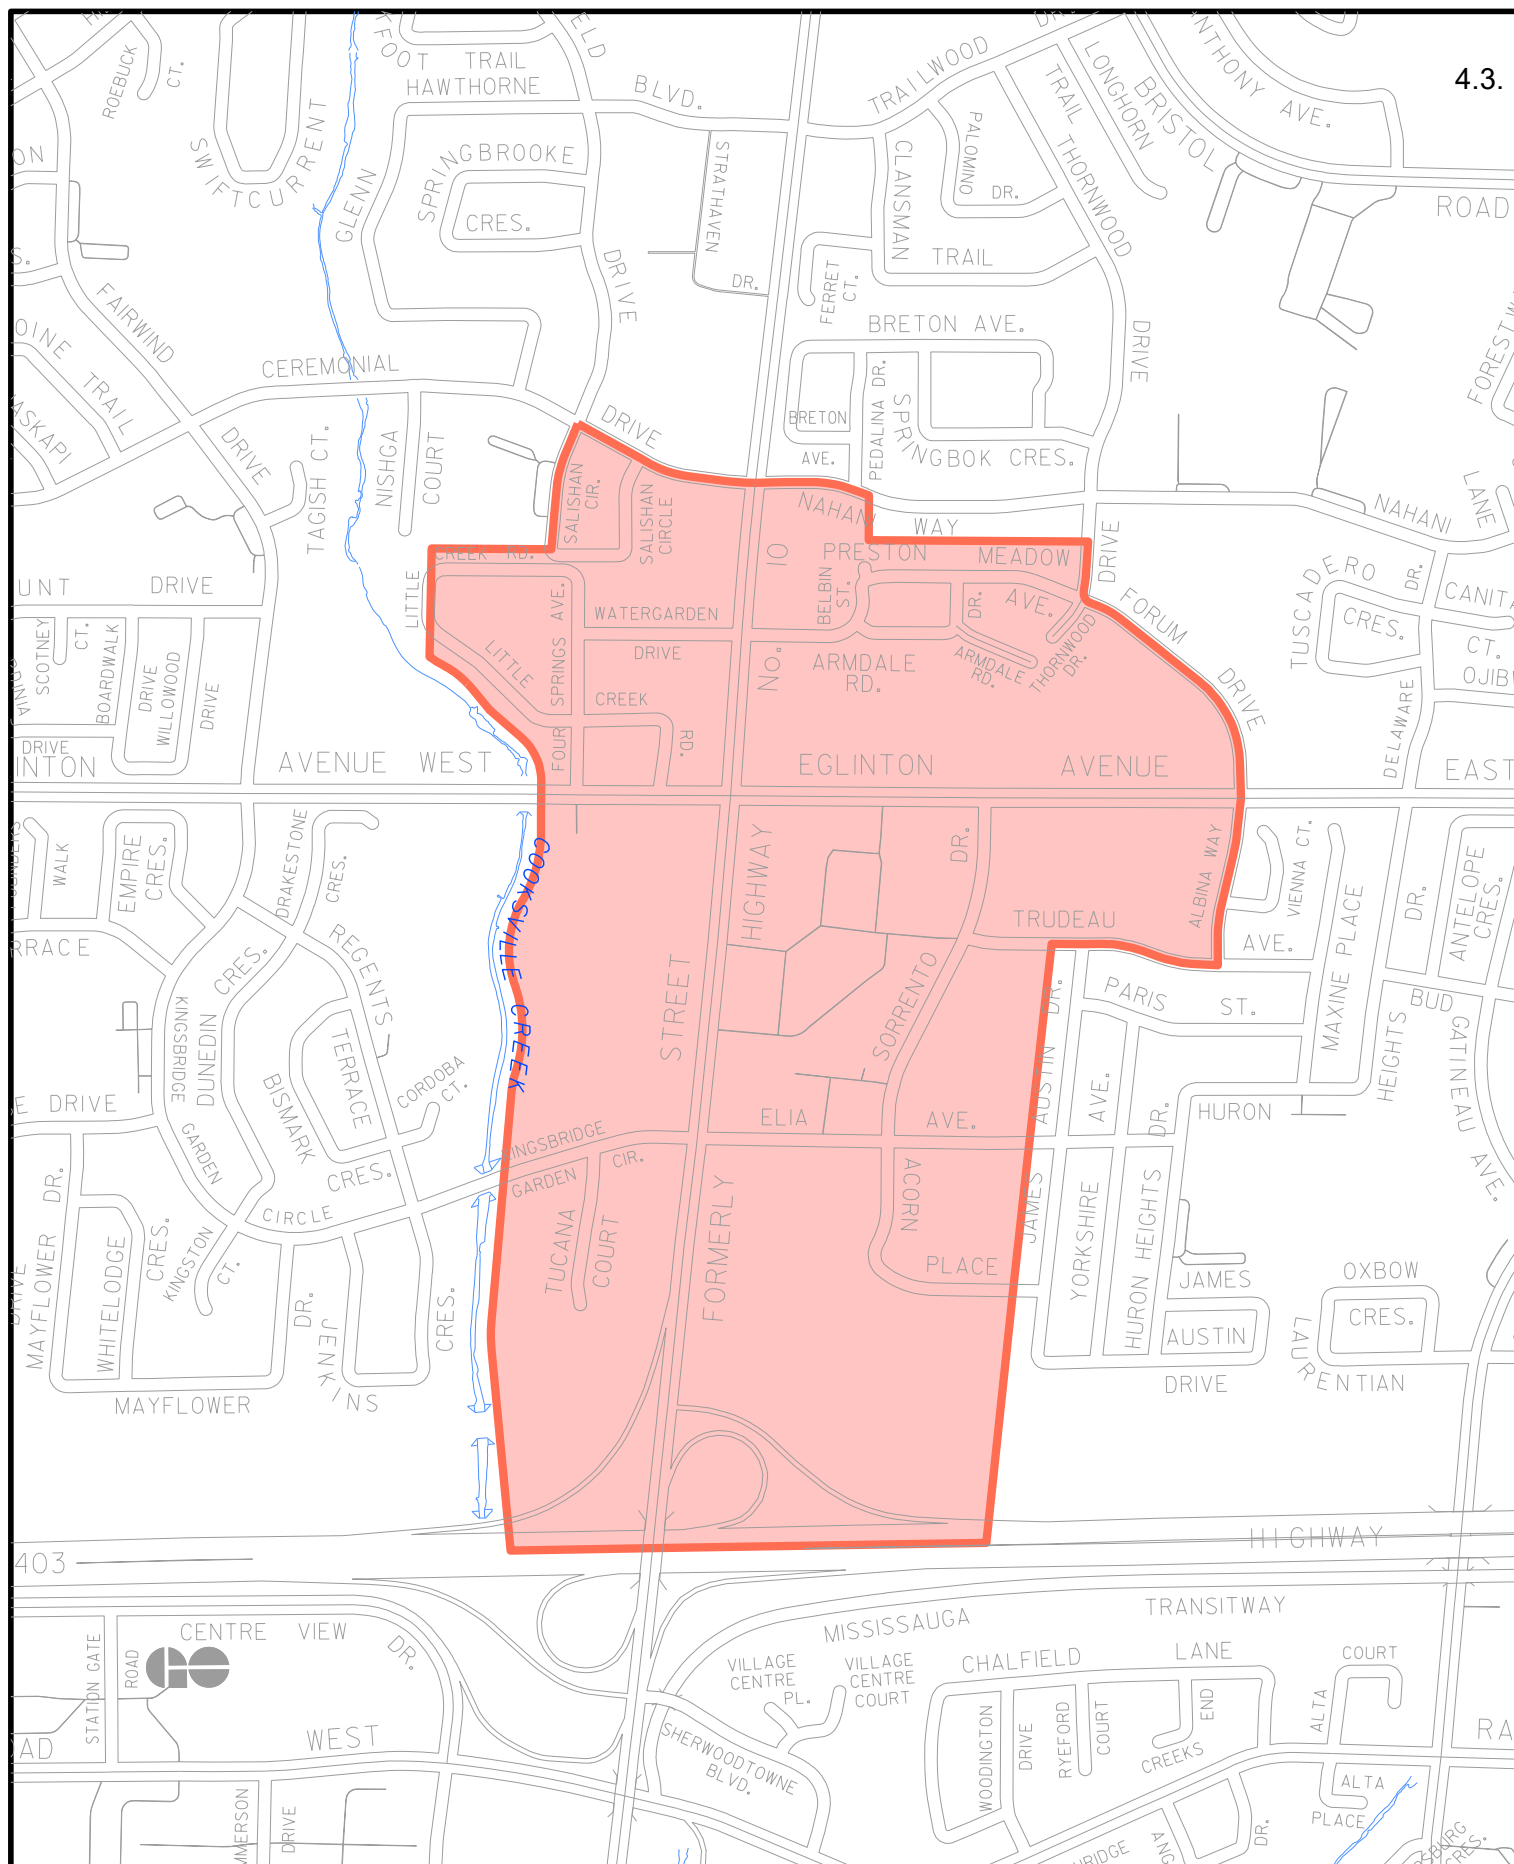 4.3.
ROEBUCK
CT.
SWIFTCURRENT
FOOT TRAIL
HAWTHORNE
BLVD.
GLENN
SPRINGBROOKE
CRES.
DRIVE
STRATHAVEN
DR.
TRAILWOOD
PALOMINO
DR.
CLANSMAN
TRAIL
FERRET
CT.
TRAIL
LONGHORN
THORNWOOD
DRIVE
BRISTOL
ROAD
ANTHONY AVE.
BRETON AVE.
BRETON
AVE.
PEDALINA DR.
SPRINGBOK CRES.
FAIRWIND
DRIVE
TRAIL
CEREMONIAL
DRIVE
TAGISH CT.
NISHGA
COURT
SALISHAN
CIR.
SALISHAN
CIRCLE
NAHANI
WAY
NAHANI
LANE
PRESTON
MEADOW
AVE.
DRIVE
FORUM
DRIVE
TUSCADERO
CRES.
DR.
CT.
DELAWARE
LITTLE
CREEK RD.
LITTLE
CREEK
RD.
FOUR SPRINGS AVE.
WATERGARDEN
DRIVE
NO. 10
BELBIN
ST.
ARMDALE
RD.
DR.
ARMDALE
RD.
THORNWOOD
DR.
DRIVE
SCOTNEY
CT.
BOARDWALK
DRIVE
WILLOWOOD
DRIVE
DRIVE
AVENUE WEST
EGLINTON AVENUE
EAST
WALK
EMPIRE
CRES.
DRAKESTONE
CRES.
REGENTS
TERRACE
COOKSVILLE CREEK
HIGHWAY
STREET
FORMERLY
DR.
SORRENTO
TRUDEAU
AVE.
ALBINA WAY
VIENNA CT.
MAXINE PLACE
DR.
ANTELOPE
CRES.
PARIS ST.
BUD
HEIGHTS
GATINEAU AVE.
CRES.
DUNEDIN
KINGSBRIDGE
GARDEN
CIRCLE
BISMARK
CRES.
CORDOBA
CT.
DRIVE
KINGSBRIDGE
GARDEN CIR.
ELIA AVE.
ACORN
PLACE
JAMES AUSTIN DR.
YORKSHIRE AVE.
HURON HEIGHTS DR.
HURON
TUCANA
COURT
MAYFLOWER DR.
WHITELODGE
CRES.
KINGSTON
CT.
DR.
JENKINS
CRES.
MAYFLOWER
JAMES
AUSTIN
DRIVE
OXBOW
CRES.
LAURENTIAN
HIGHWAY
403
CENTRE VIEW DR.
STATION GATE
ROAD
WEST
MISSISSAUGA
TRANSITWAY
VILLAGE
CENTRE
PL.
VILLAGE
CENTRE
COURT
CHALFIELD
LANE
COURT
ALTA
SHERWOODTOWNE
BLVD.
WOODINGTON
DRIVE
RYEFORD
COURT
END
CREEKS
ALTA
PLACE
DR.
DRIVE